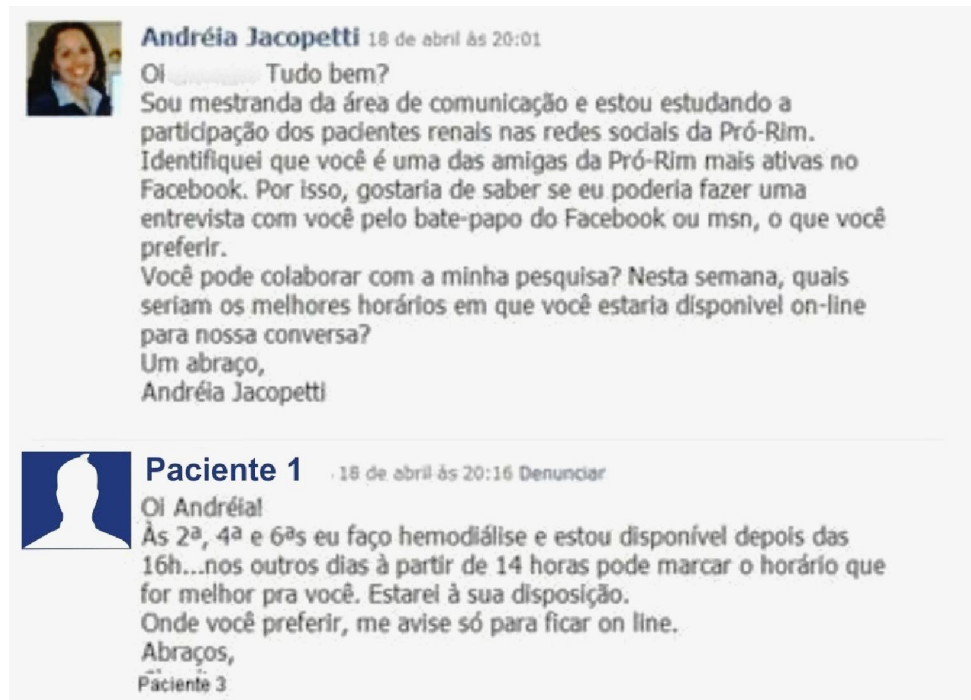 Andréia Jacopetti 18 de abril às 20:01
Oi Tudo bem?
Sou mestranda da área de comunicação e estou estudando a
participação dos pacientes renais nas redes sociais da Pró-Rim.
Identifiquei que você é uma das amigas da Pró-Rim mais ativas no
Facebook. Por isso, gostaria de saber se eu poderia fazer uma
entrevista com você pelo bate-papo do Facebook ou msn, o que você
preferir.
Você pode colaborar com a minha pesquisa? Nesta semana, quais
seriam os melhores horários em que você estaria disponivel on-line
para nossa conversa?
Um abraço,
Andréia Jacopetti
Paciente 1 18 de abril às 20:16 Denunciar
Oi Andréia!
Às 2ª, 4ª e 6ªs eu faço hemodiálise e estou disponível depois das
16h...nos outros dias à partir de 14 horas pode marcar o horário que
for melhor pra você. Estarei à sua disposição.
Onde você preferir, me avise só para ficar on line.
Abraços,
Paciente 3